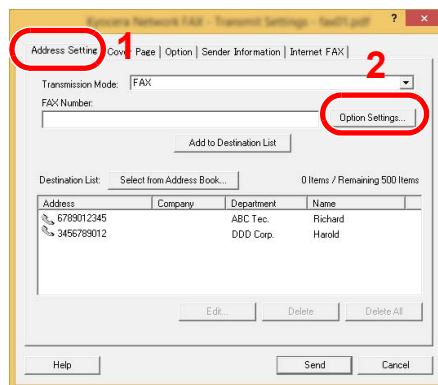 Kyocera Network FAX - Transmit Settings - fax01.pdf ?
Address Setting Cover Page Option Sender Information Internet FAX
1
2
Transmission Mode: FAX
FAX Number:
Option Settings...
Add to Destination List
Destination List: Select from Address Book... 0 Items / Remaining 500 Items
Address Company Department Name
6789012345 ABC Tec. Richard
3456789012 DDD Corp. Harold
Edit... Delete Delete All
Help Send Cancel